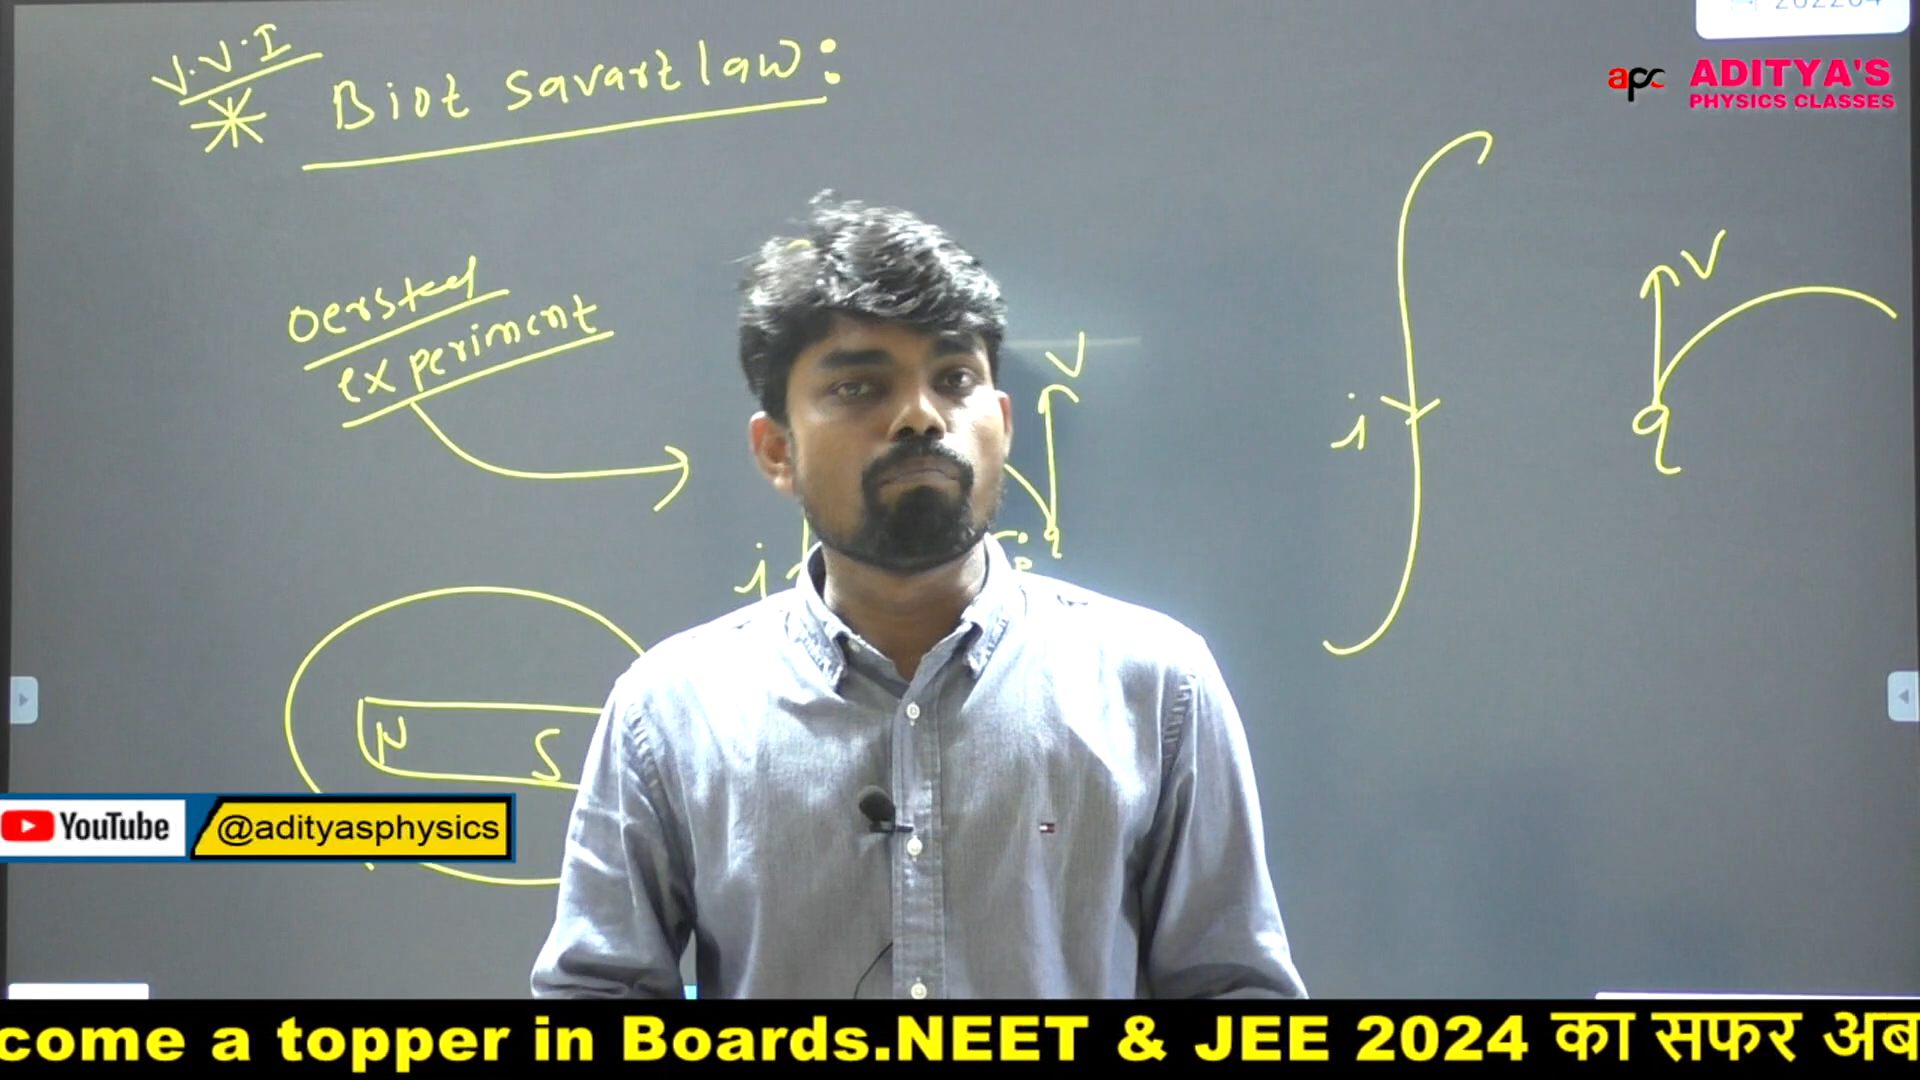 V.V.I
Biot savart law:
ADITYA'S
PHYSICS CLASSES
apc
oersted
experiment
V
V
i
q
i
q
N
S
YouTube
@adityasphysics
come a topper in Boards.NEET & JEE 2024 का सफर अब